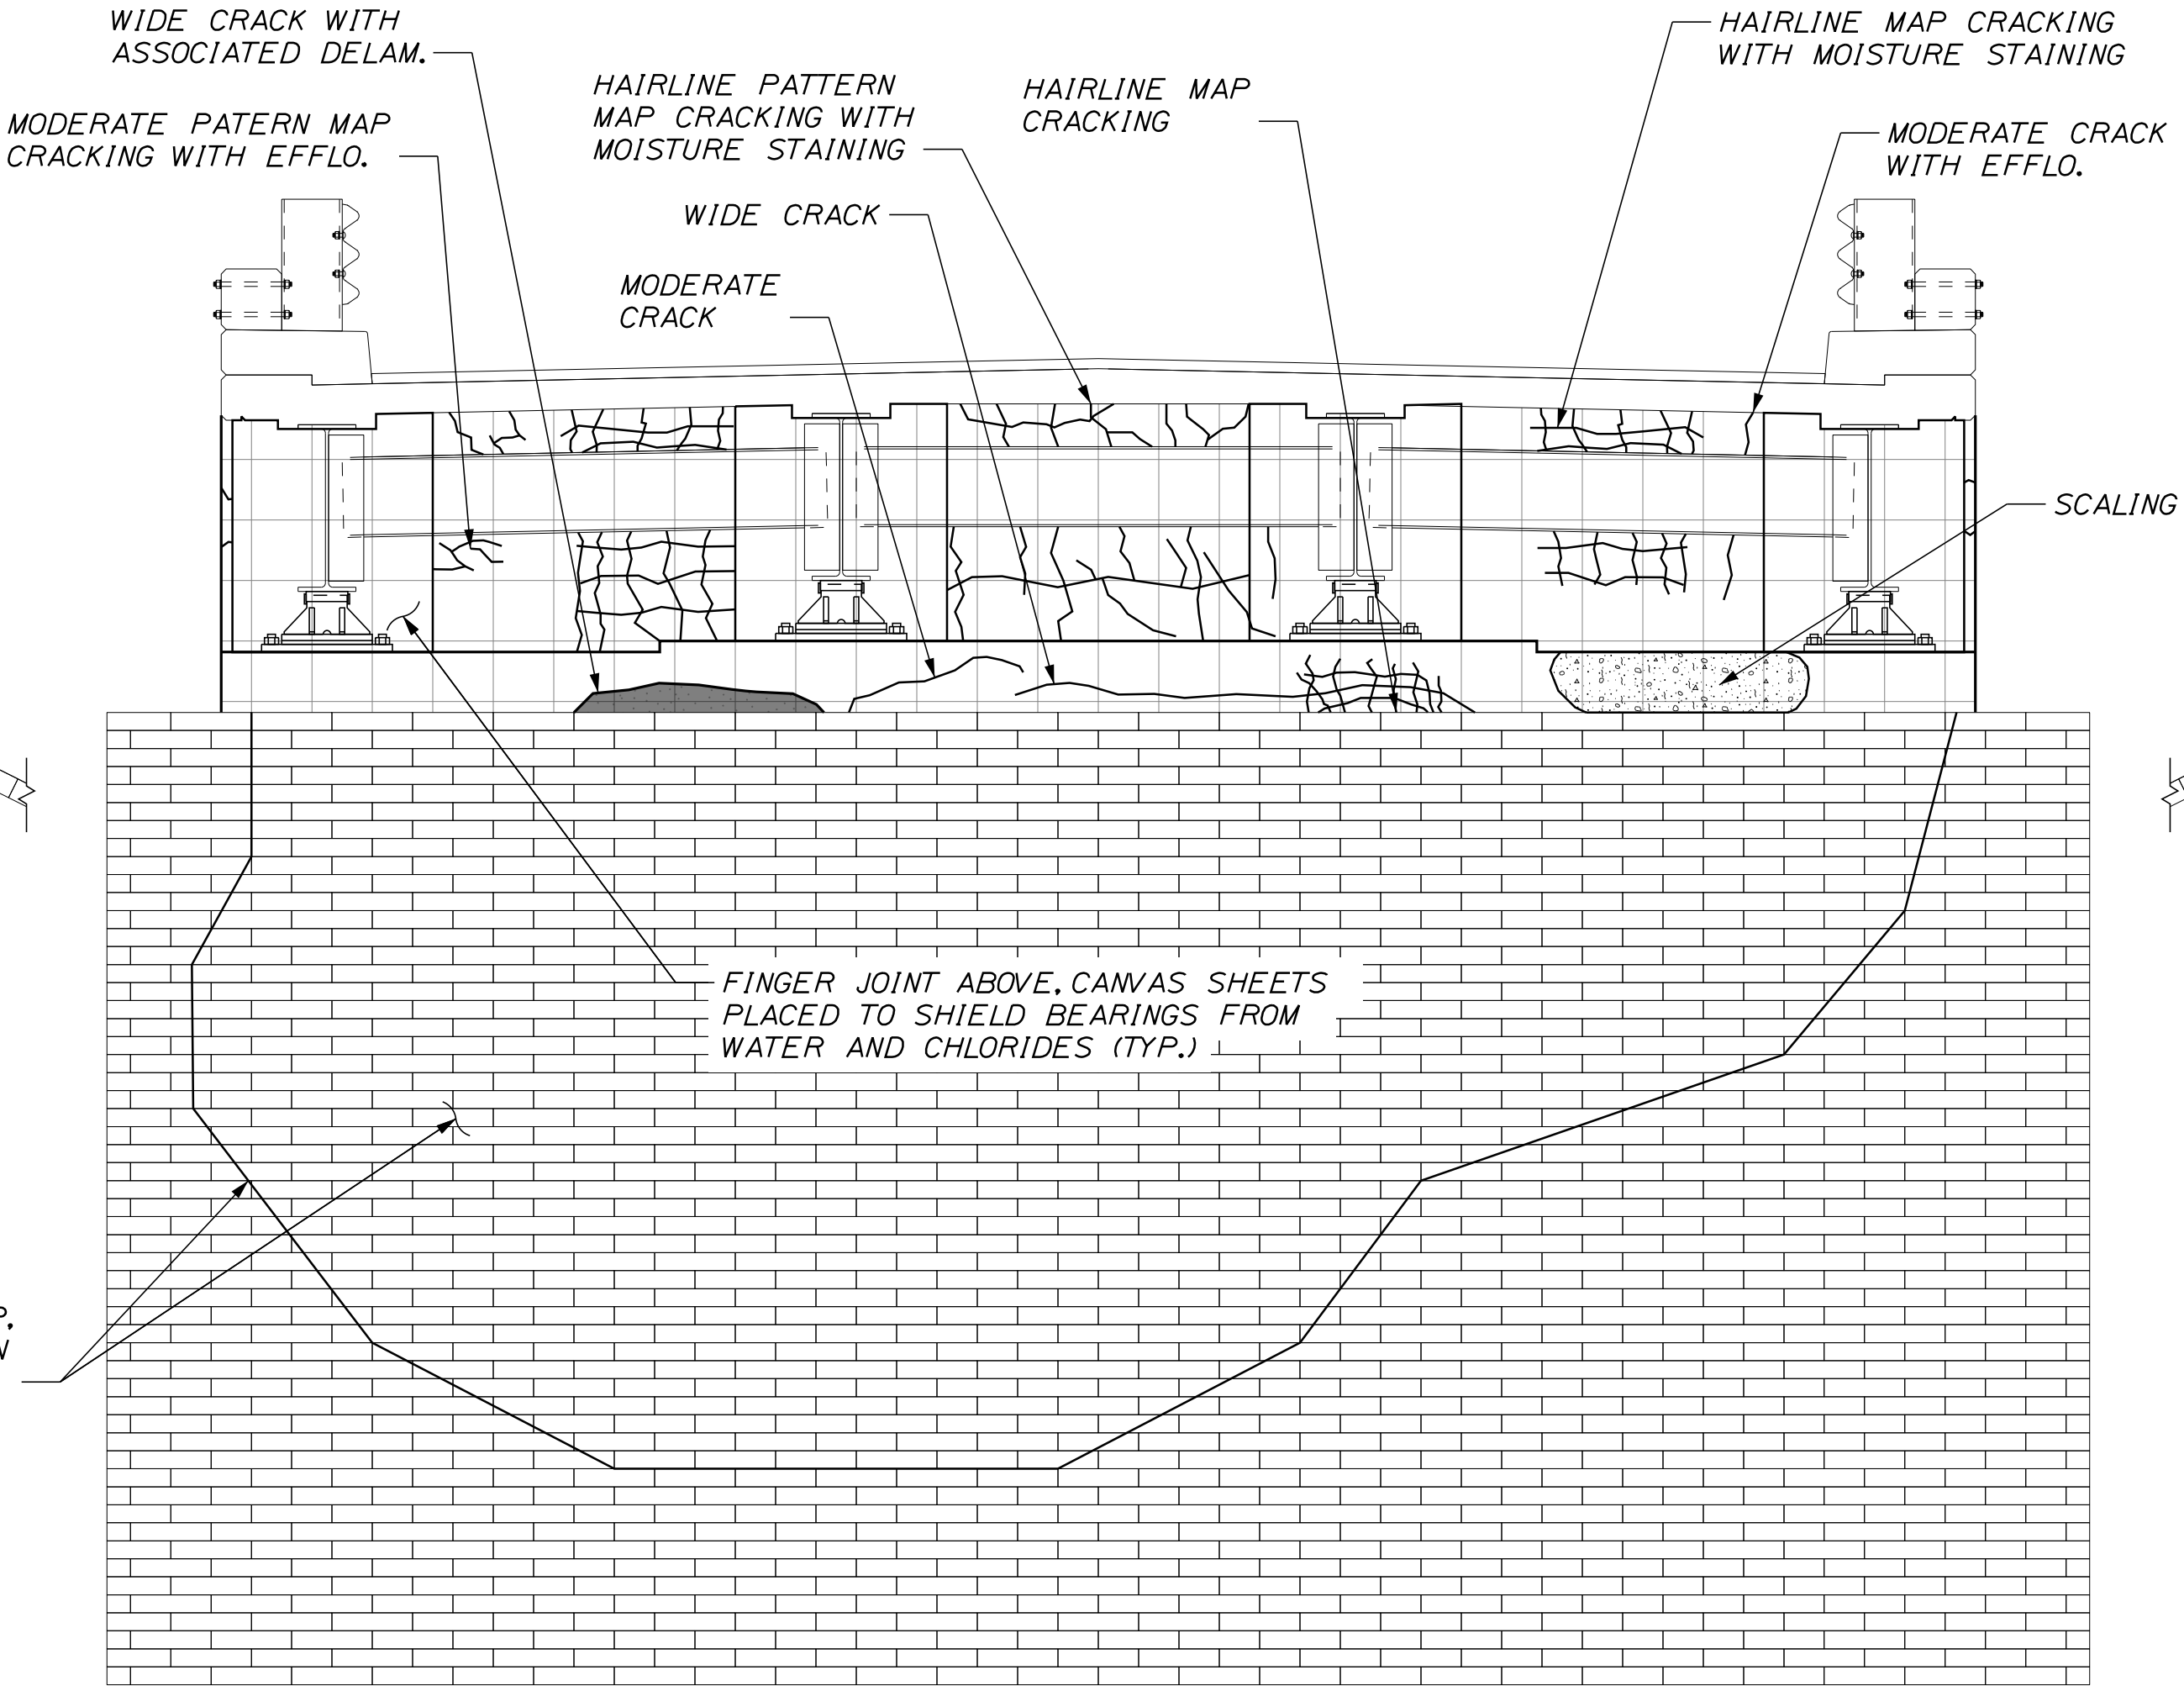 WIDE CRACK WITH
ASSOCIATED DELAM.
MODERATE PATERN MAP
CRACKING WITH EFFLO.
HAIRLINE PATTERN
MAP CRACKING WITH
MOISTURE STAINING
HAIRLINE MAP
CRACKING
HAIRLINE MAP CRACKING
WITH MOISTURE STAINING
MODERATE CRACK
WITH EFFLO.
WIDE CRACK
MODERATE
CRACK
SCALING
FINGER JOINT ABOVE, CANVAS SHEETS
PLACED TO SHIELD BEARINGS FROM
WATER AND CHLORIDES (TYP.)